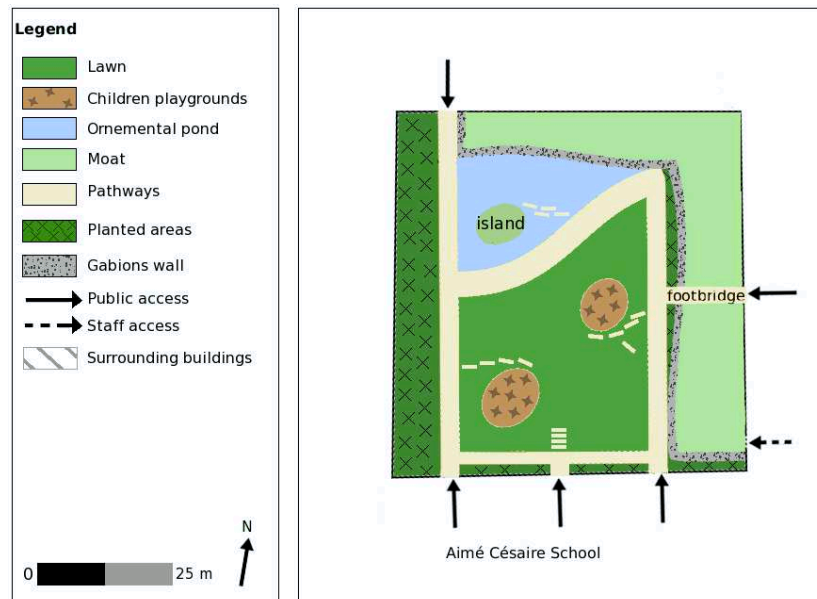 Legend
Lawn
Children playgrounds
Ornemental pond
Moat
Pathways
Planted areas
Gabions wall
Public access
Staff access
Surrounding buildings
N
0 25 m
island
footbridge
Aimé Césaire School